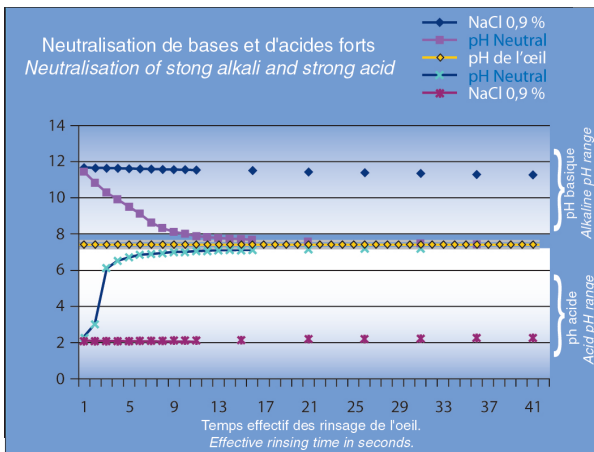 Neutralisation de bases et d'acides forts
Neutralisation of stong alkali and strong acid
NaCl 0,9 %
pH Neutral
pH de l'œil
pH Neutral
NaCl 0,9 %
14
12
10
8
6
4
2
0
pH basique
Alkaline pH range
ph acide
Acid pH range
1 5 9 13 17 21 25 29 33 37 41
Temps effectif des rinsage de l'oeil.
Effective rinsing time in seconds.